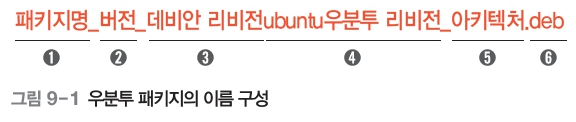 패키지명_버전_데비안 리비전ubuntu우분투 리비전_아키텍처.deb
❶ ❷ ❸ ❹ ❺ ❻
그림 9-1 우분투 패키지의 이름 구성